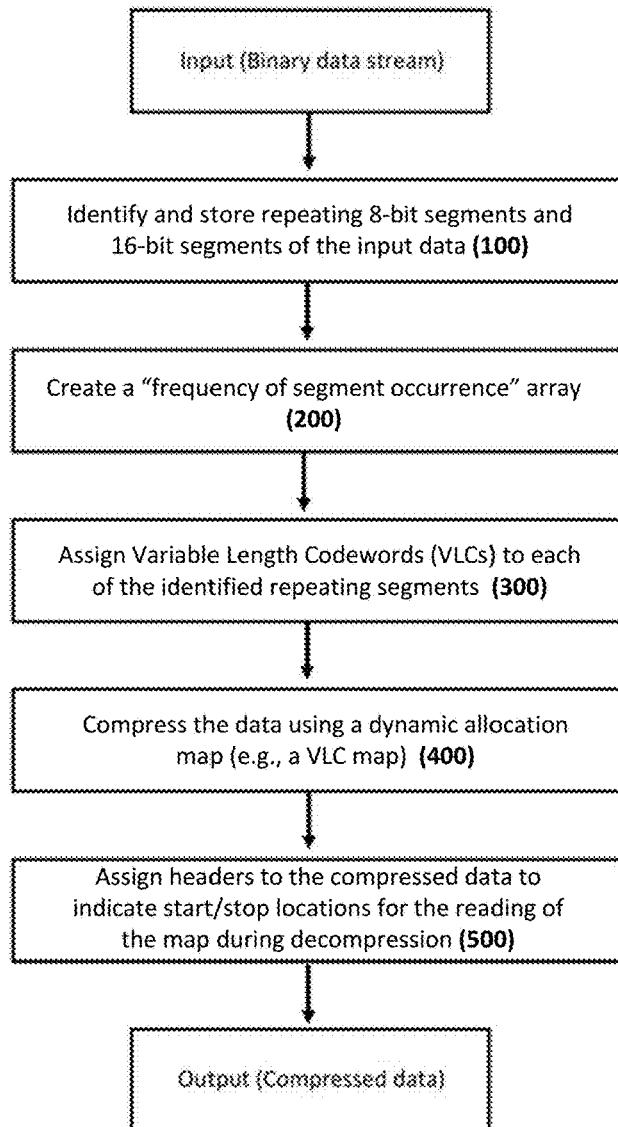 Input (Binary data stream)
Identify and store repeating 8-bit segments and
16-bit segments of the input data (100)
Create a “frequency of segment occurrence” array
(200)
Assign Variable Length Codewords (VLCs) to each
of the identified repeating segments (300)
Compress the data using a dynamic allocation
map (e.g., a VLC map) (400)
Assign headers to the compressed data to
indicate start/stop locations for the reading of
the map during decompression (500)
Output (Compressed data)